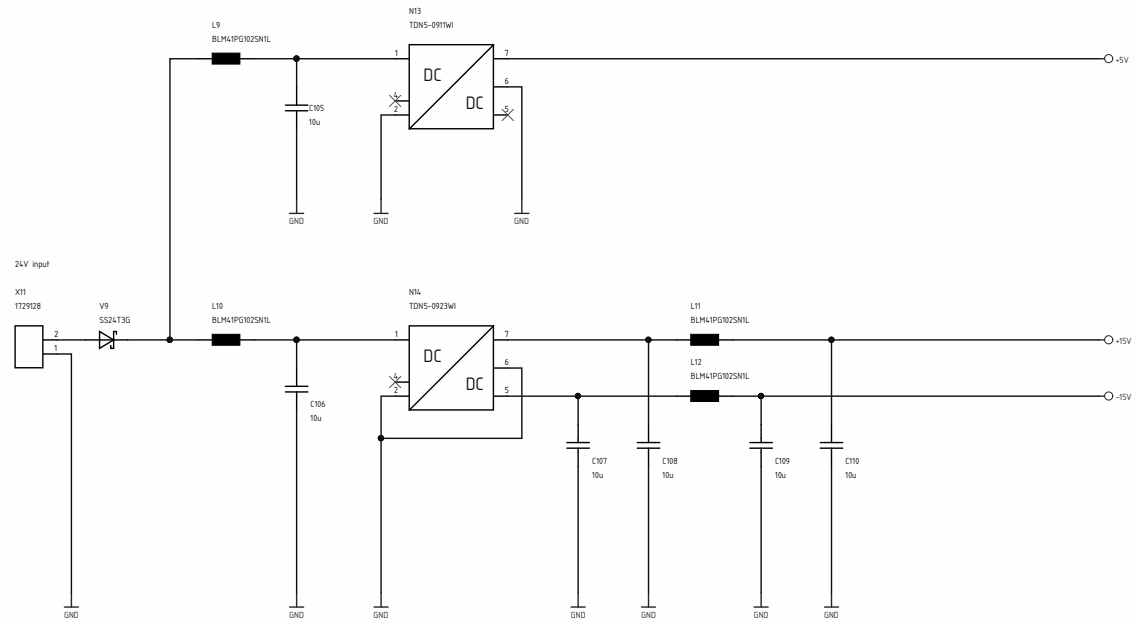 N13
TDN5-0911WI
L9
BLM41PG102SN1L
1
7
+5V
6
4
5
2
C105
10u
GND
GND
GND
24V input
X11
1729128
V9
SS24T3G
L10
BLM41PG102SN1L
N14
TDN5-0923WI
L11
BLM41PG102SN1L
2
1
1
7
+15V
L12
BLM41PG102SN1L
6
4
2
5
-15V
C106
10u
C107
10u
C108
10u
C109
10u
C110
10u
DC
DC
DC
DC
GND
GND
GND
GND
GND
GND
GND